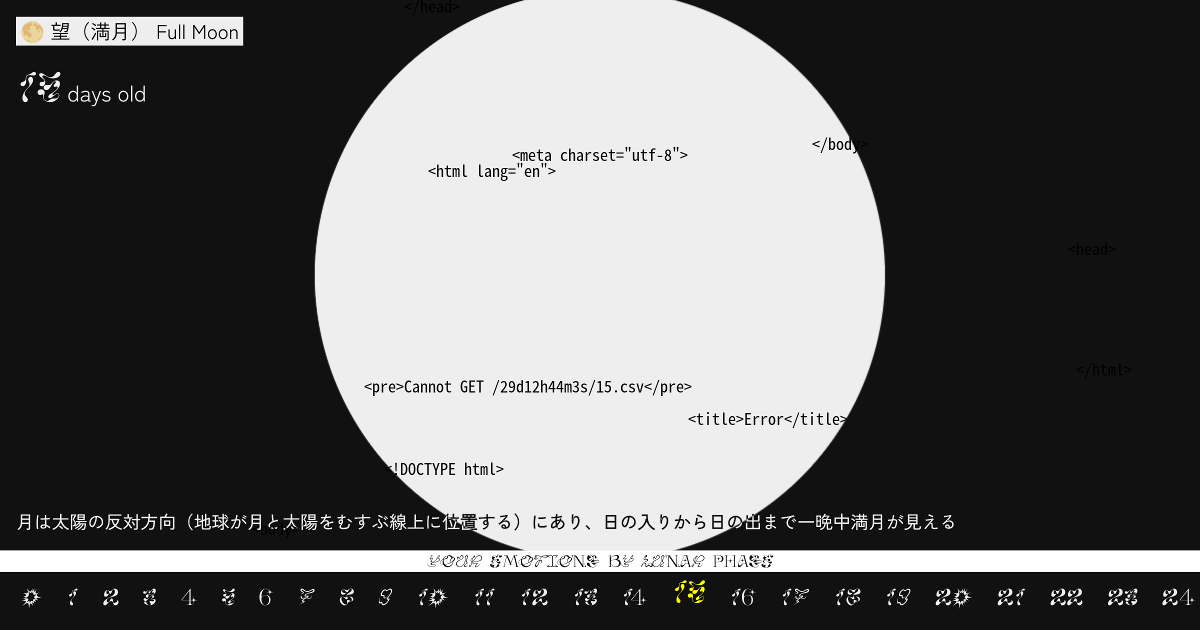 </head>
🌕 望（満月） Full Moon
15 days old
</body>
<meta charset="utf-8">
<html lang="en">
<head>
</html>
<pre>Cannot GET /29d12h44m3s/15.csv</pre>
<title>Error</title>
<!DOCTYPE html>
月は太陽の反対方向（地球が月と太陽をむすぶ線上に位置する）にあり、日の入りから日の出まで一晩中満月が見える
YOUR EMOTIONS BY LUNAR PHASES
0 1 2 3 4 5 6 7 8 9 10 11 12 13 14 15 16 17 18 19 20 21 22 23 24